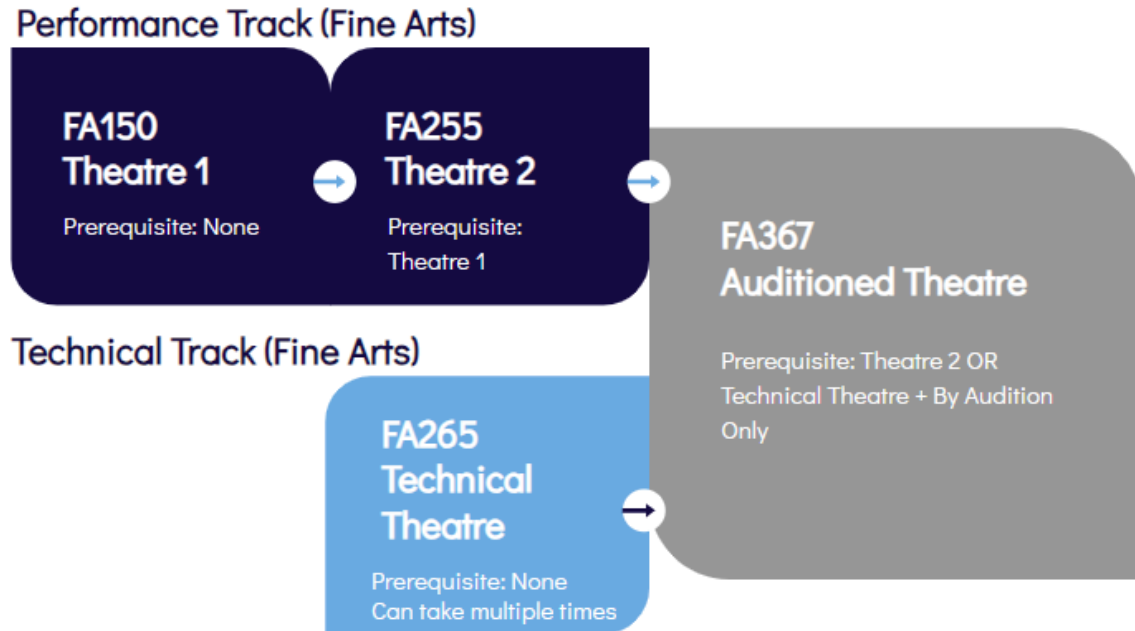 Performance Track (Fine Arts)
FA150
Theatre 1
Prerequisite: None
FA255
Theatre 2
Prerequisite:
Theatre 1
FA367
Auditioned Theatre
Prerequisite: Theatre 2 OR
Technical Theatre + By Audition
Only
Technical Track (Fine Arts)
FA265
Technical
Theatre
Prerequisite: None
Can take multiple times